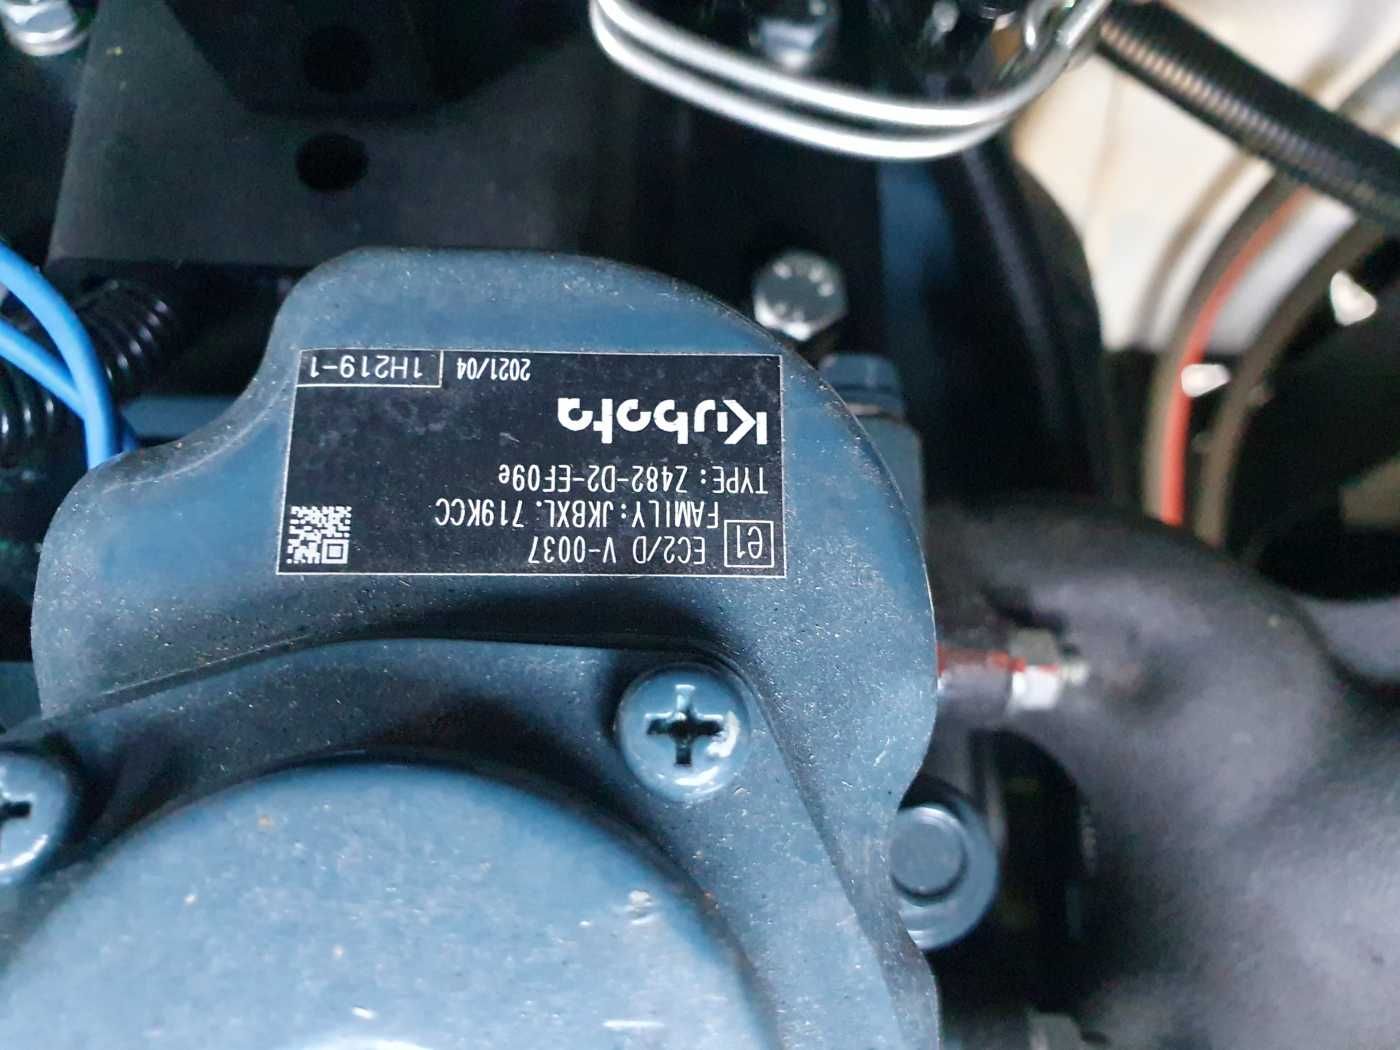 e1 EC2/D V-0037
FAMILY:JKBXL.719KCC
TYPE: Z482-D2-EF09e
Kubota
1H219-1 2021/04